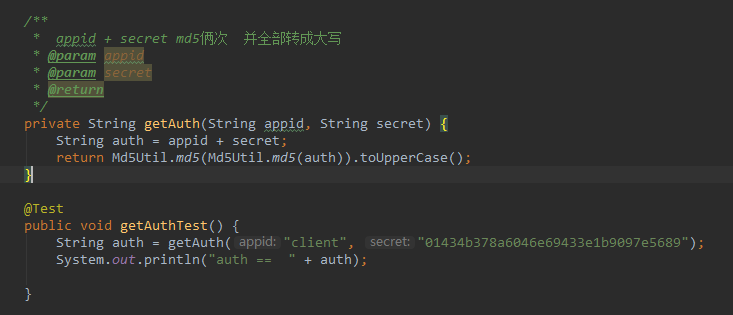 /**
 *  appid + secret md5俩次  并全部转成大写
 * @param appid
 * @param secret
 * @return
 */
private String getAuth(String appid, String secret) {
    String auth = appid + secret;
    return Md5Util.md5(Md5Util.md5(auth)).toUpperCase();
}
@Test
public void getAuthTest() {
    String auth = getAuth( appid: "client", secret: "01434b378a6046e69433e1b9097e5689");
    System.out.println("auth ==  " + auth);
}